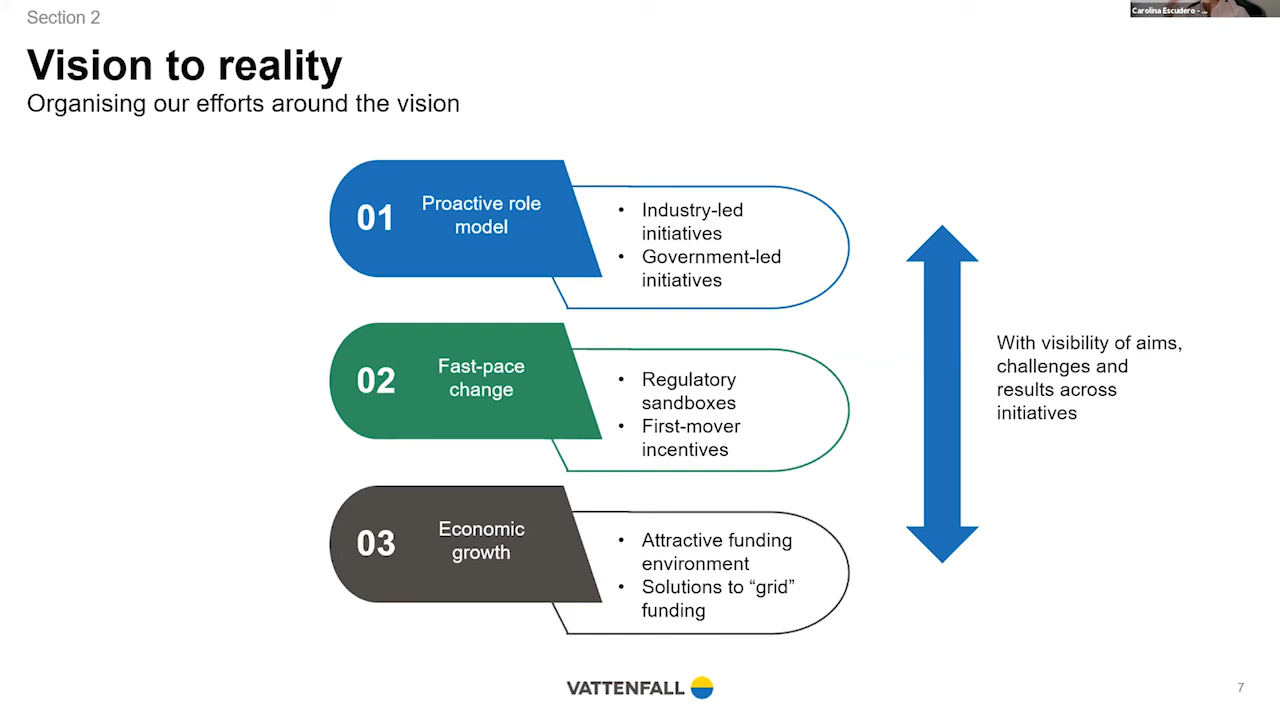 Section 2
Carolina Escudero - ...
Vision to reality
Organising our efforts around the vision
01
Proactive role
model
• Industry-led
initiatives
• Government-led
initiatives
02
Fast-pace
change
• Regulatory
sandboxes
• First-mover
incentives
With visibility of aims,
challenges and
results across
initiatives
03
Economic
growth
• Attractive funding
environment
• Solutions to “grid”
funding
VATTENFALL
7